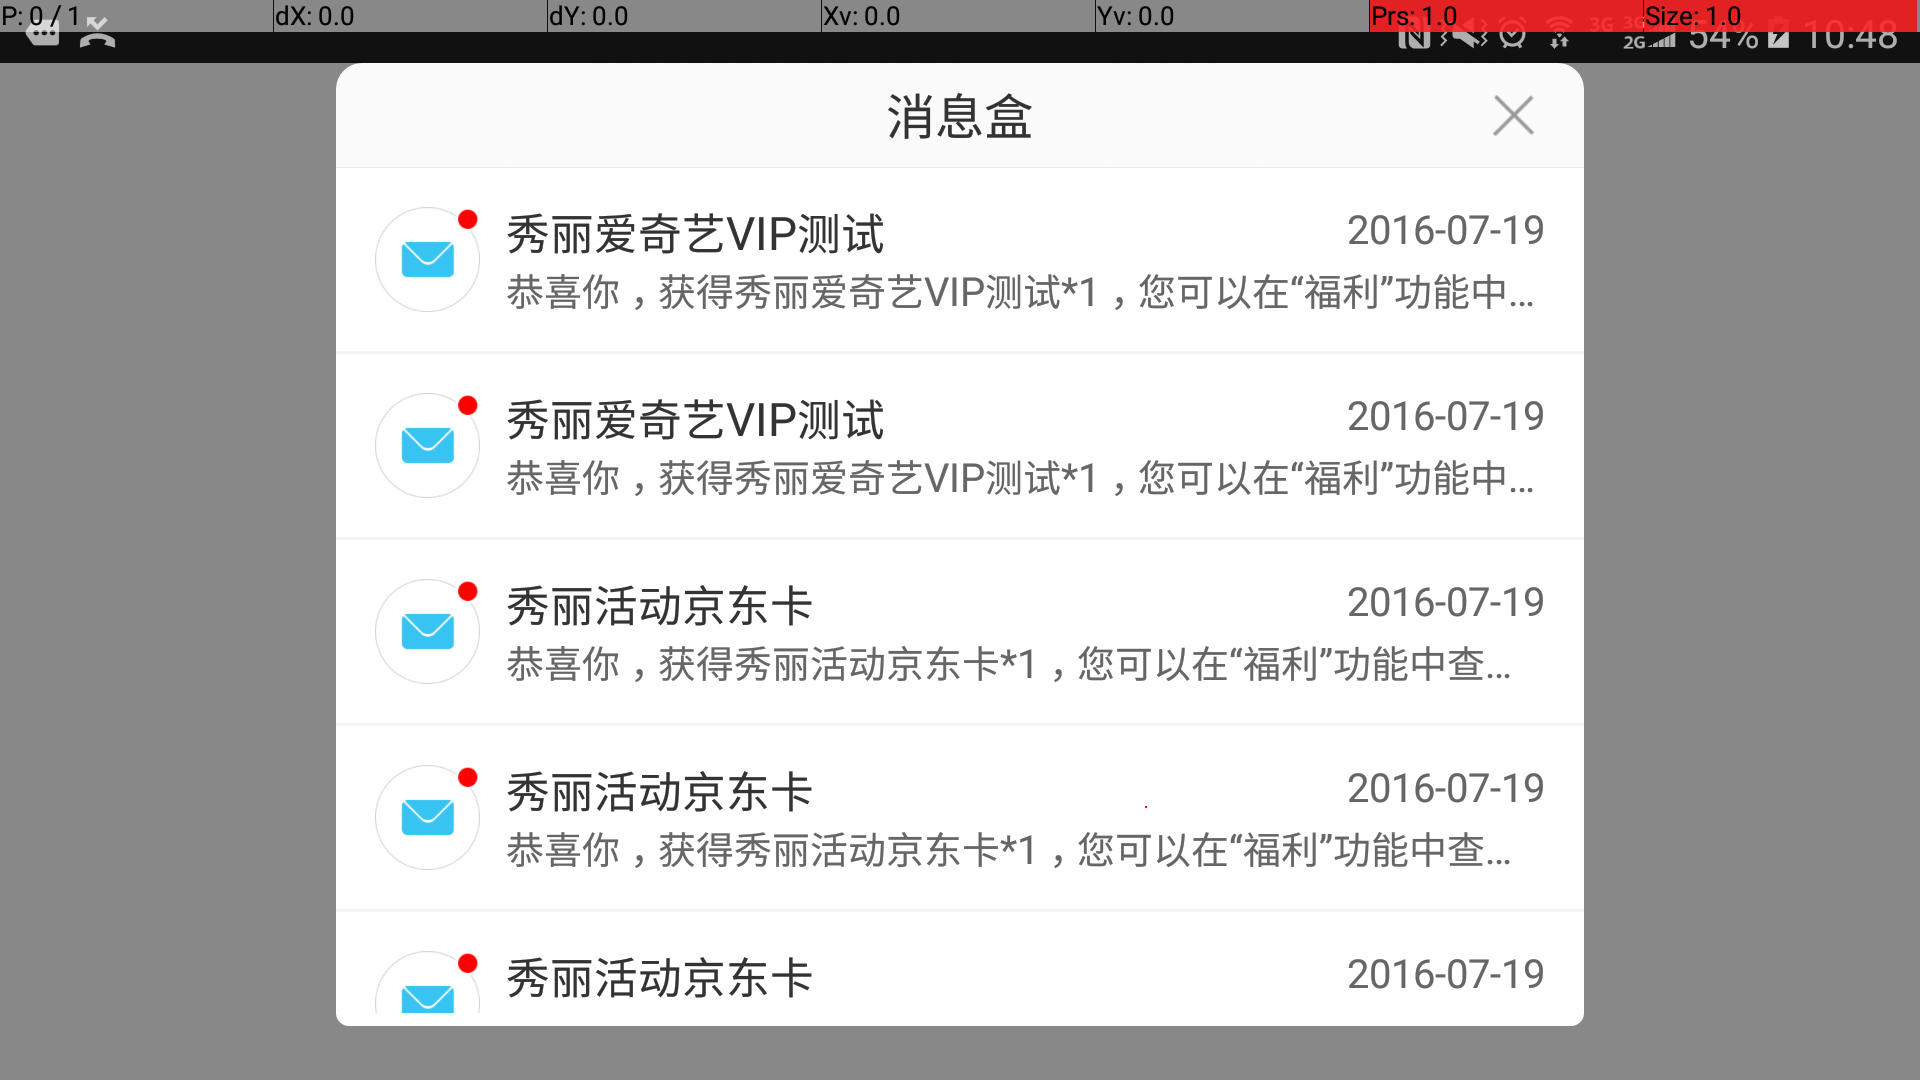 P: 0 / 1 dX: 0.0 dY: 0.0 Xv: 0.0 Yv: 0.0 Prs: 1.0 Size: 1.0
3G 3G 2G 54% 10:48
消息盒
秀丽爱奇艺VIP测试 2016-07-19
恭喜你，获得秀丽爱奇艺VIP测试*1，您可以在“福利”功能中...
秀丽爱奇艺VIP测试 2016-07-19
恭喜你，获得秀丽爱奇艺VIP测试*1，您可以在“福利”功能中...
秀丽活动京东卡 2016-07-19
恭喜你，获得秀丽活动京东卡*1，您可以在“福利”功能中查...
秀丽活动京东卡 2016-07-19
恭喜你，获得秀丽活动京东卡*1，您可以在“福利”功能中查...
秀丽活动京东卡 2016-07-19